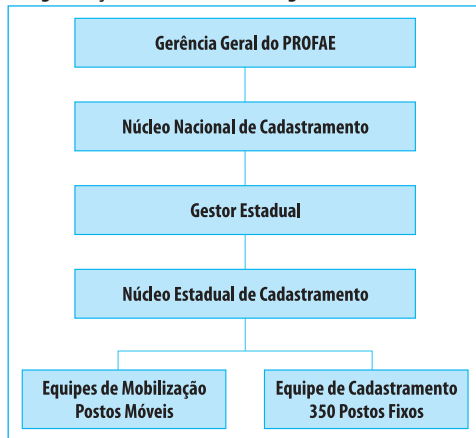 Gerência Geral do PROFAE
Núcleo Nacional de Cadastramento
Gestor Estadual
Núcleo Estadual de Cadastramento
Equipes de Mobilização
Postos Móveis
Equipe de Cadastramento
350 Postos Fixos